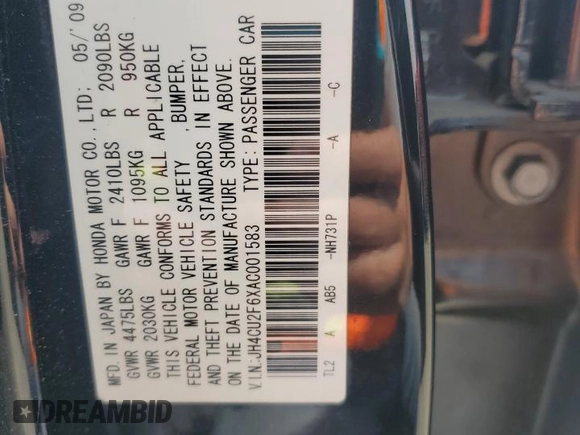 MFD. IN JAPAN BY HONDA MOTOR CO., LTD; 05/'09
GVWR 4475LBS GAWR F 2410LBS R 2090LBS
GVWR 2030KG GAWR F 1095KG R 950KG
THIS VEHICLE CONFORMS TO ALL APPLICABLE
FEDERAL MOTOR VEHICLE SAFETY ,BUMPER,
AND THEFT PREVENTION STANDARDS IN EFFECT
ON THE DATE OF MANUFACTURE SHOWN ABOVE.
V.I.N:JH4CU2F6XAC001583 TYPE:PASSENGER CAR
TL2 A AB5 -NH731P -A -C
DREAMBID